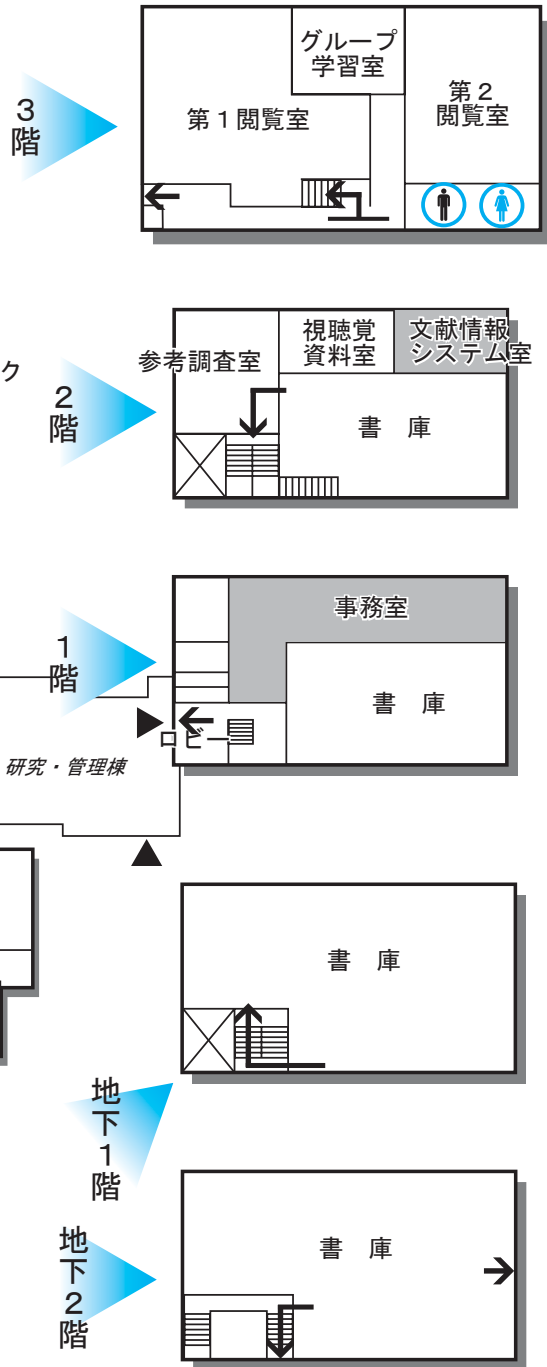 3階
グループ
学習室
第1閲覧室
第2
閲覧室
ク
2階
参考調査室
視聴覚
資料室
文献情報
システム室
書　庫
1階
事務室
書　庫
ロビー
研究・管理棟
書　庫
地下1階
地下2階
書　庫